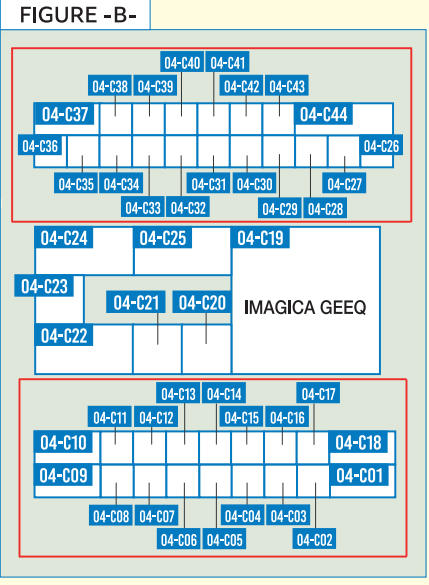 FIGURE -B-
04-C40 04-C41
04-C38 04-C39 04-C42 04-C43
04-C37 04-C44
04-C36 04-C26
04-C35 04-C34 04-C31 04-C30 04-C27
04-C33 04-C32 04-C29 04-C28
04-C24 04-C25 04-C19
04-C23
04-C21 04-C20 IMAGICA GEEQ
04-C22
04-C13 04-C14 04-C17
04-C11 04-C12 04-C15 04-C16
04-C10 04-C18
04-C09 04-C01
04-C08 04-C07 04-C04 04-C03
04-C06 04-C05 04-C02